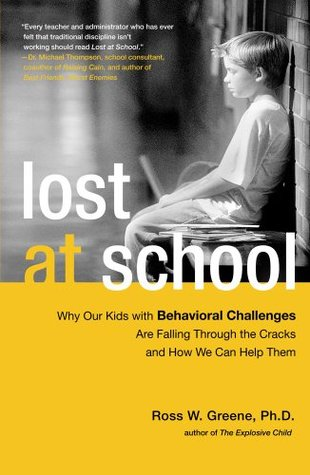 "Every teacher and administrator who has ever
felt that traditional discipline isn't
working should read Lost at School."
—Dr. Michael Thompson, school consultant,
coauthor of Raising Cain, and author of
Best Friends, Worst Enemies
lost
at school
Why Our Kids with Behavioral Challenges
Are Falling Through the Cracks
and How We Can Help Them
Ross W. Greene, Ph.D.
author of The Explosive Child